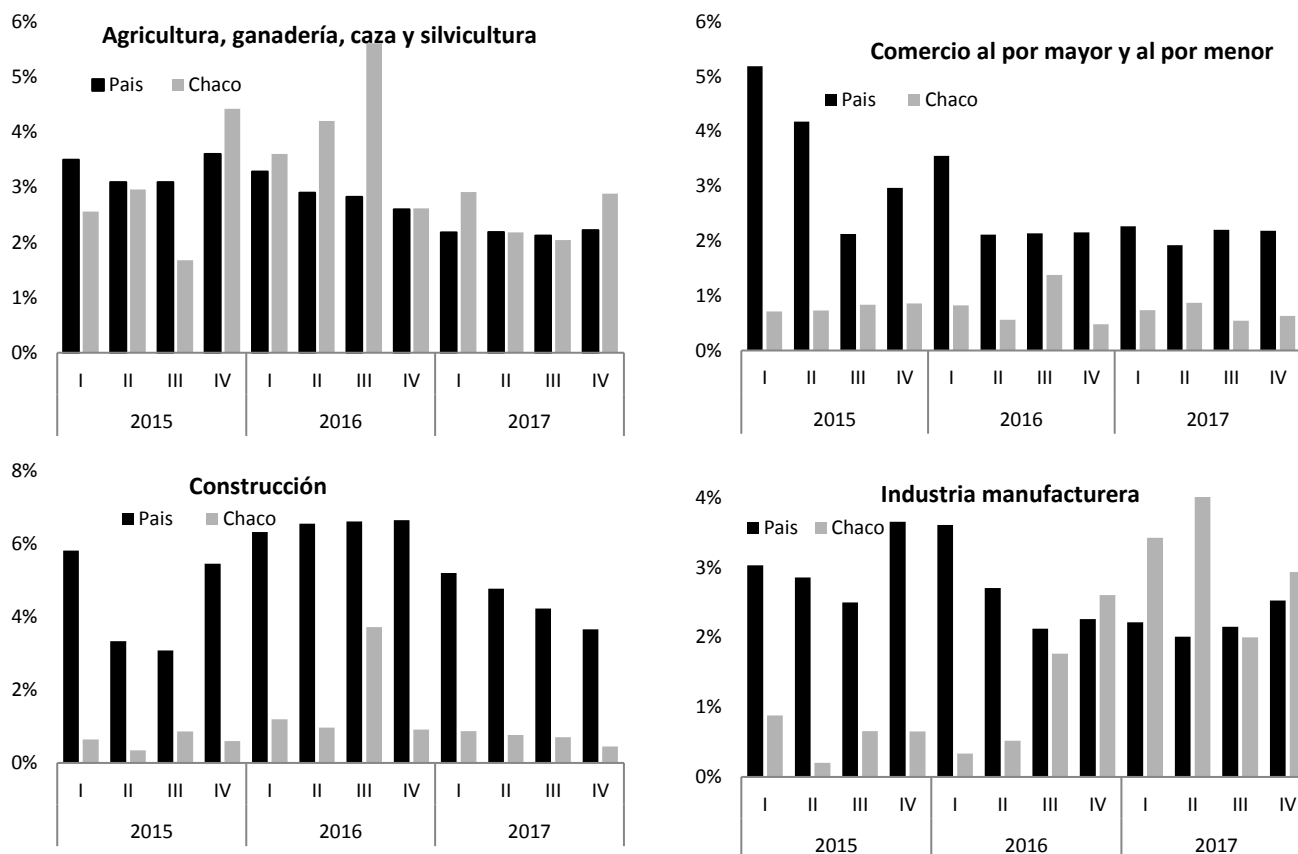 Agricultura, ganadería, caza y silvicultura
Pais Chaco
6%
5%
4%
3%
2%
1%
0%
I II III IV I II III IV I II III IV
2015 2016 2017
Comercio al por mayor y al por menor
Pais Chaco
6%
5%
4%
3%
2%
1%
0%
I II III IV I II III IV I II III IV
2015 2016 2017
Construcción
Pais Chaco
8%
6%
4%
2%
0%
I II III IV I II III IV I II III IV
2015 2016 2017
Industria manufacturera
Pais Chaco
4%
3%
2%
1%
0%
I II III IV I II III IV I II III IV
2015 2016 2017